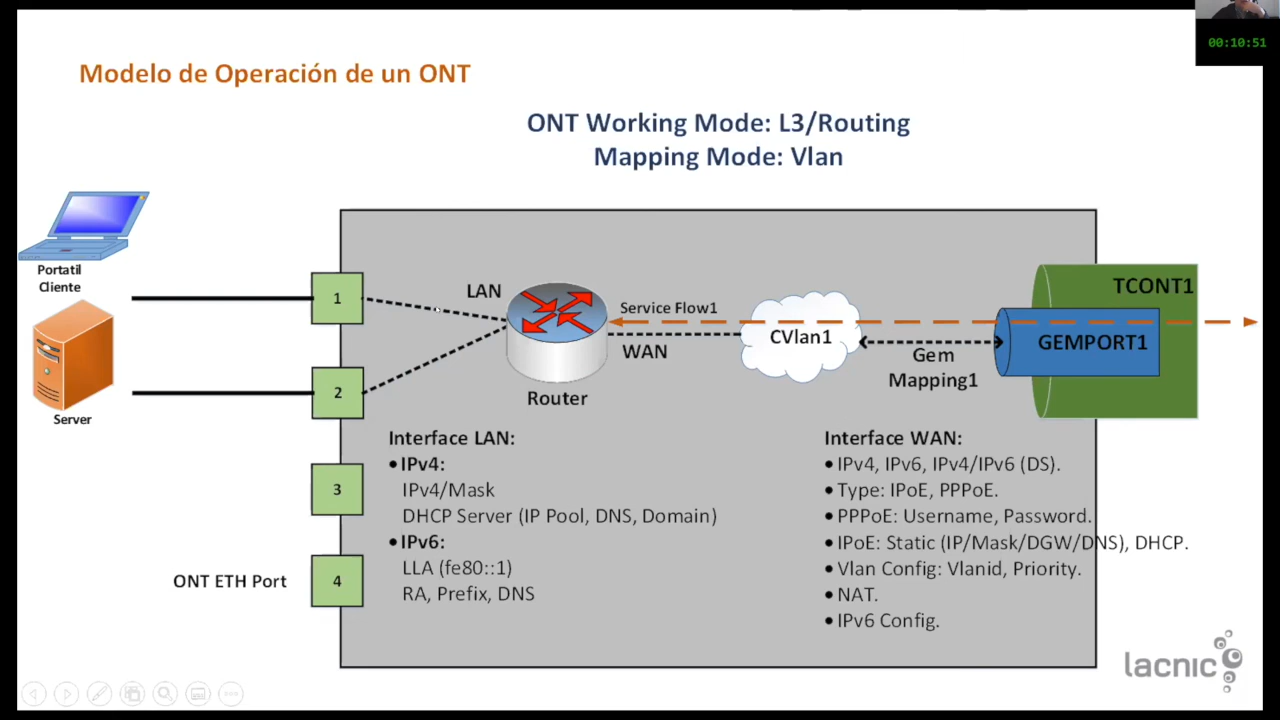 00:10:51
Modelo de Operación de un ONT
ONT Working Mode: L3/Routing
Mapping Mode: Vlan
Portatil
Cliente
Server
ONT ETH Port
1
2
3
4
LAN
WAN
Router
Service Flow1
CVlan1
Gem
Mapping1
GEMPORT1
TCONT1
Interface LAN:
•IPv4:
IPv4/Mask
DHCP Server (IP Pool, DNS, Domain)
•IPv6:
LLA (fe80::1)
RA, Prefix, DNS
Interface WAN:
•IPv4, IPv6, IPv4/IPv6 (DS).
•Type: IPoE, PPPoE.
•PPPoE: Username, Password.
•IPoE: Static (IP/Mask/DGW/DNS), DHCP.
•Vlan Config: Vlanid, Priority.
•NAT.
•IPv6 Config.
lacnic